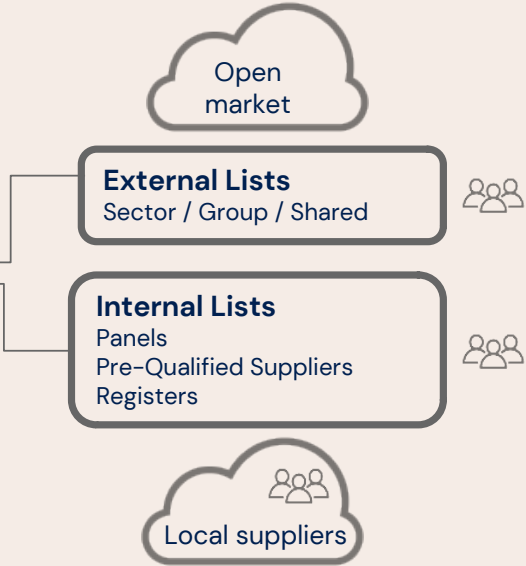 Open
market
External Lists
Sector / Group / Shared
Internal Lists
Panels
Pre-Qualified Suppliers
Registers
Local suppliers